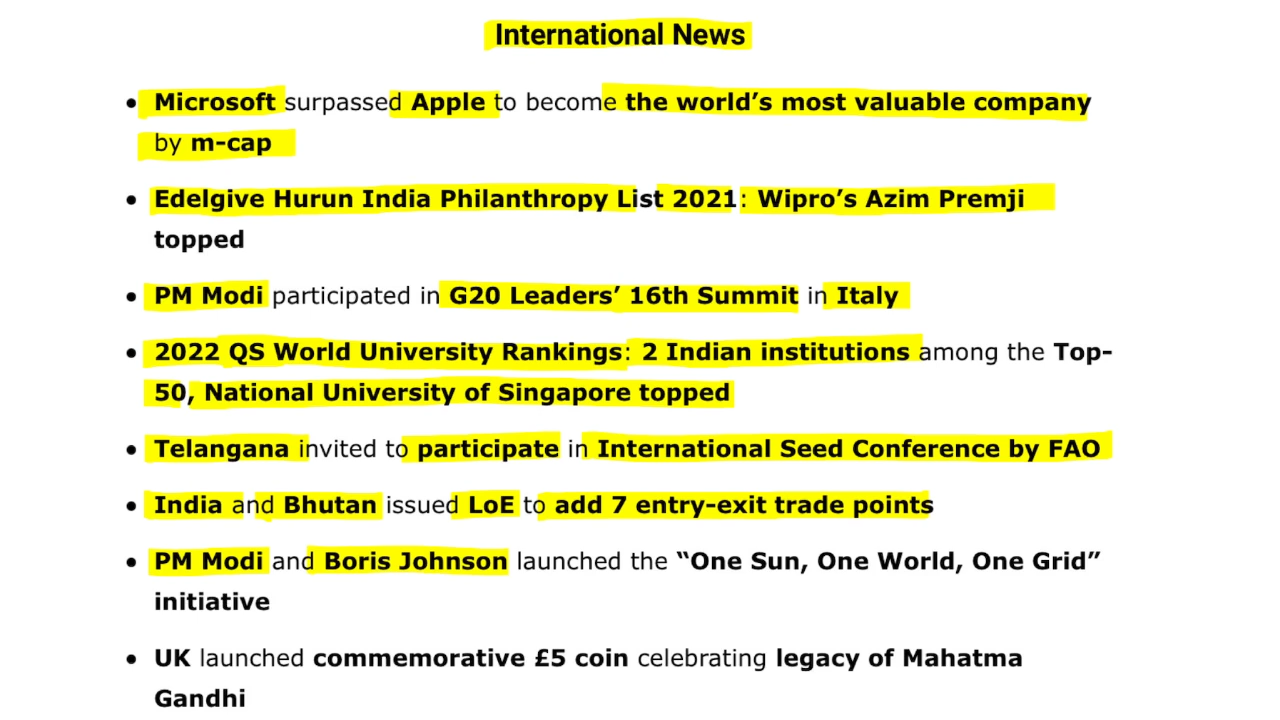 International News
• Microsoft surpassed Apple to become the world’s most valuable company
by m-cap
• Edelgive Hurun India Philanthropy List 2021: Wipro’s Azim Premji
topped
• PM Modi participated in G20 Leaders’ 16th Summit in Italy
• 2022 QS World University Rankings: 2 Indian institutions among the Top-
50, National University of Singapore topped
• Telangana invited to participate in International Seed Conference by FAO
• India and Bhutan issued LoE to add 7 entry-exit trade points
• PM Modi and Boris Johnson launched the “One Sun, One World, One Grid”
initiative
• UK launched commemorative £5 coin celebrating legacy of Mahatma
Gandhi